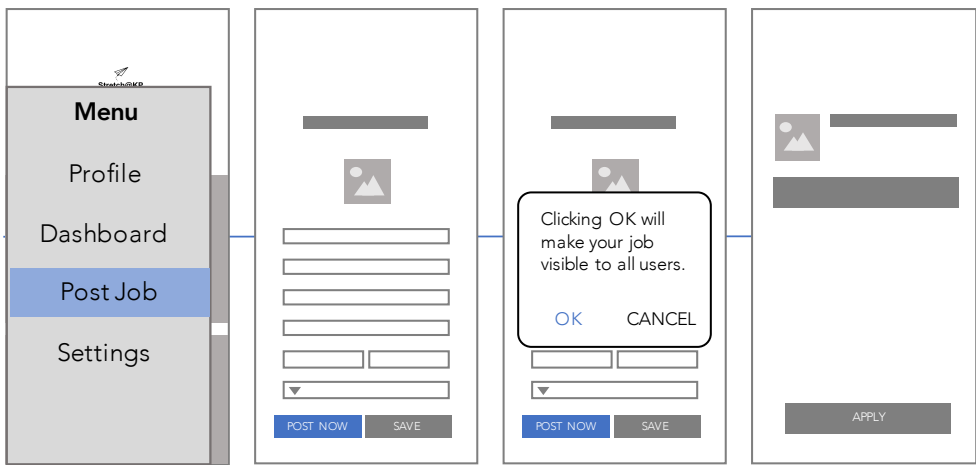 Stretch@KP
Menu
Profile
Dashboard
Post Job
Settings
POST NOW
SAVE
Clicking OK will
make your job
visible to all users.
OK
CANCEL
POST NOW
SAVE
APPLY